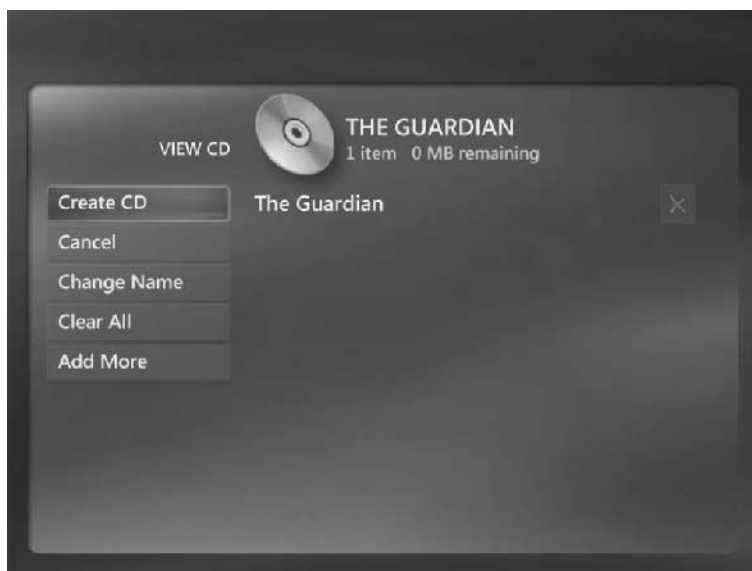 THE GUARDIAN
VIEW CD
1 item 0 MB remaining
Create CD
The Guardian
Cancel
Change Name
Clear All
Add More